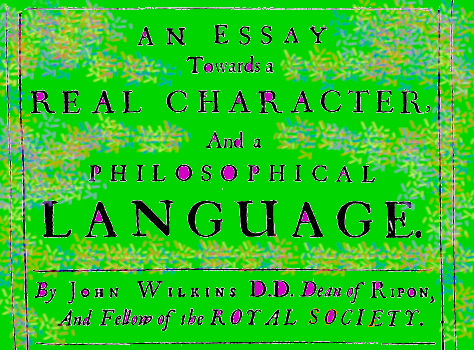 AN ESSAY
Towards a
REAL CHARACTER,
And a
PHILOSOPHICAL
LANGUAGE.
By JOHN WILKINS D.D. Dean of RIPON,
And Fellow of the ROYAL SOCIETY.